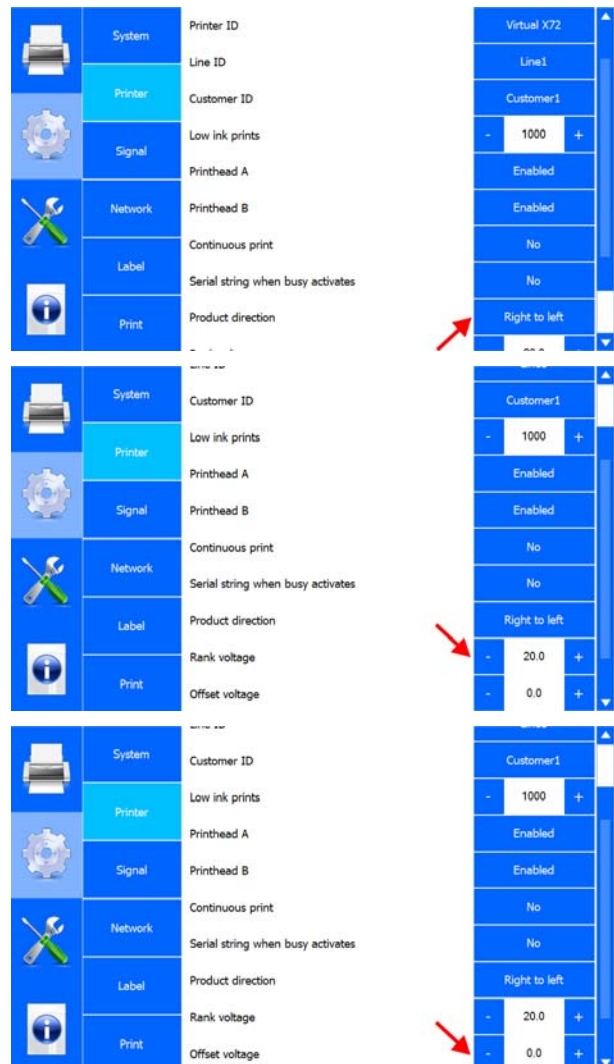 System
Printer
Signal
Network
Label
Print
Printer ID Virtual X72
Line ID Line1
Customer ID Customer1
Low ink prints - 1000 +
Printhead A Enabled
Printhead B Enabled
Continuous print No
Serial string when busy activates No
Product direction Right to left
System
Printer
Signal
Network
Label
Print
Customer ID Customer1
Low ink prints - 1000 +
Printhead A Enabled
Printhead B Enabled
Continuous print No
Serial string when busy activates No
Product direction Right to left
Rank voltage - 20.0 +
Offset voltage - 0.0 +
System
Printer
Signal
Network
Label
Print
Customer ID Customer1
Low ink prints - 1000 +
Printhead A Enabled
Printhead B Enabled
Continuous print No
Serial string when busy activates No
Product direction Right to left
Rank voltage - 20.0 +
Offset voltage - 0.0 +